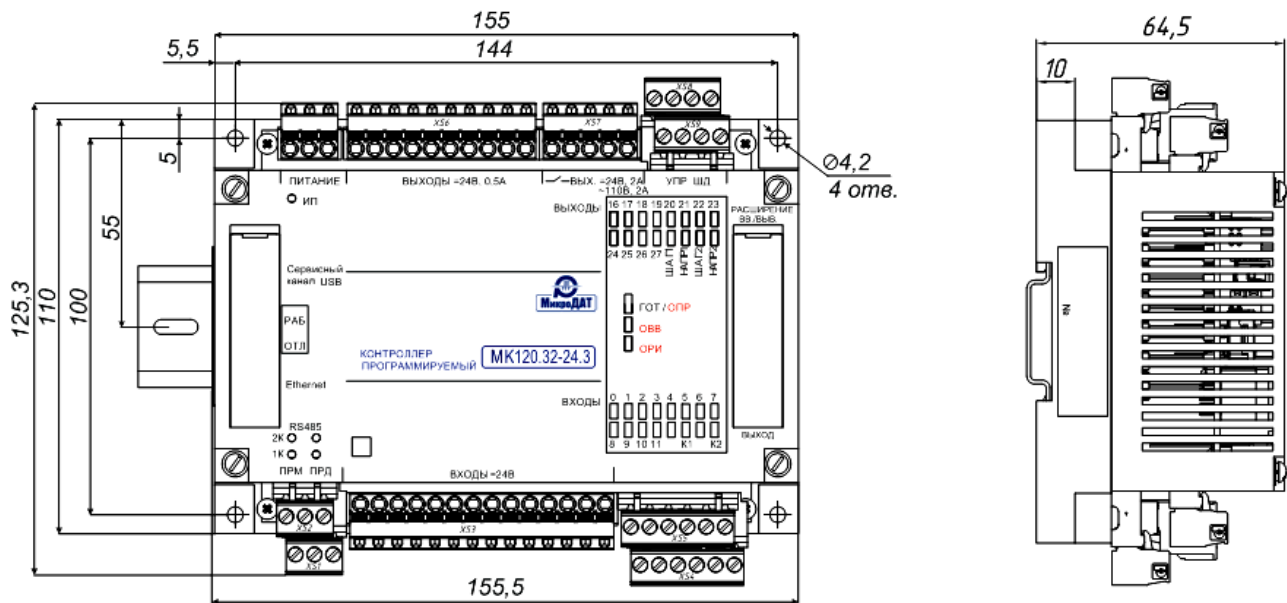 155
144
5,5
64,5
10
XS8
XS6
XS7
XS9
125,3
110
100
55
5
Ø4,2
4 отв.
ПИТАНИЕ
ВЫХОДЫ =24В, 0.5А
ВЫХ. =24В, 2А
~110В, 2А
УПР ШД
ИП
ВЫХОДЫ
16 17 18 19 20 21 22 23
24 25 26 27 ШАГ1 НАПР1 ШАГ2 НАПР2
РАСШИРЕНИЕ
ВВ./ВЫВ.
Сервисный
канал USB
МикроДАТ
РАБ
ОТЛ
ГОТ / ОПР
ОВВ
ОРИ
КОНТРОЛЛЕР
ПРОГРАММИРУЕМЫЙ
МК120.32-24.3
Ethernet
ВХОДЫ
0 1 2 3 4 5 6 7
8 9 10 11 К1 К2
ВЫХОД
RS485
2К
1К
ПРМ ПРД
ВХОДЫ =24В
XS2
XS3
XS5
XS1
XS4
155,5
№